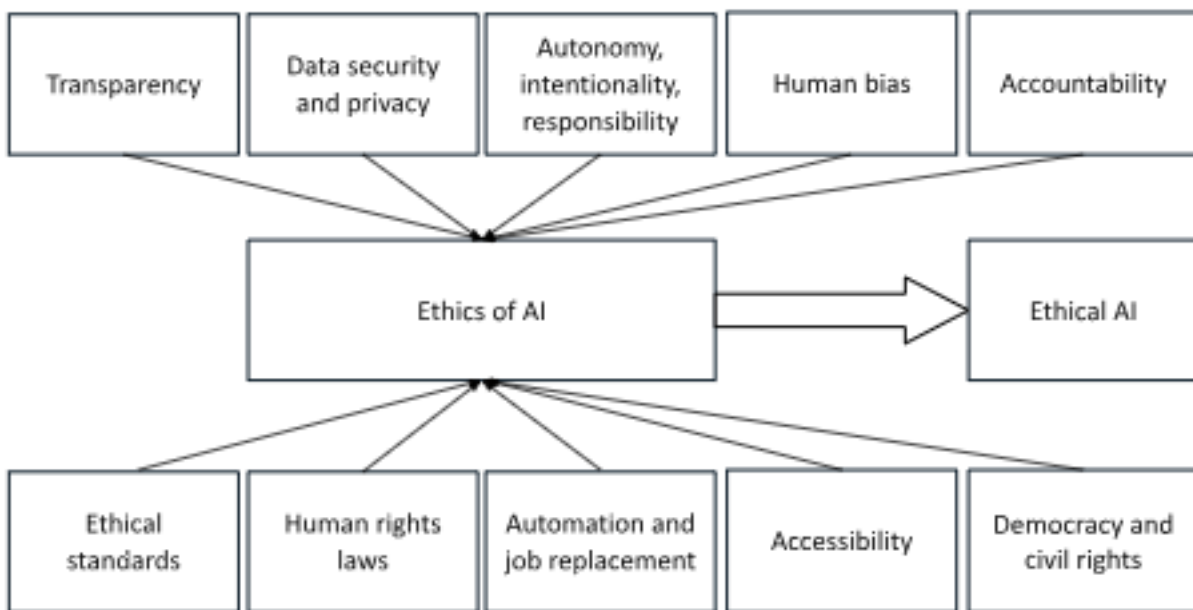 Transparency
Data security
and privacy
Autonomy,
intentionality,
responsibility
Human bias
Accountability
Ethics of AI
Ethical AI
Ethical
standards
Human rights
laws
Automation and
job replacement
Accessibility
Democracy and
civil rights